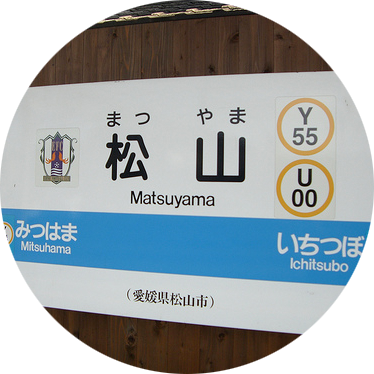 まつ やま
松山
Matsuyama
Y
55
U
00
みつはま
Mitsuhama
いちつぼ
Ichitsubo
(愛媛県松山市)